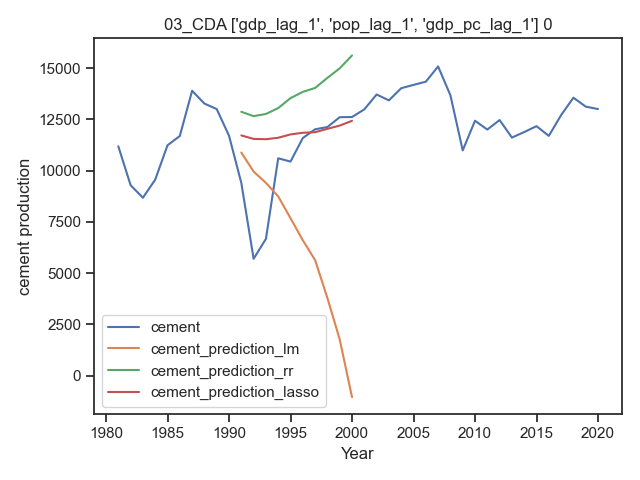 03_CDA ['gdp_lag_1', 'pop_lag_1', 'gdp_pc_lag_1'] 0
15000
12500
10000
7500
5000
2500
0
cement production
cement
cement_prediction_lm
cement_prediction_rr
cement_prediction_lasso
1980 1985 1990 1995 2000 2005 2010 2015 2020
Year